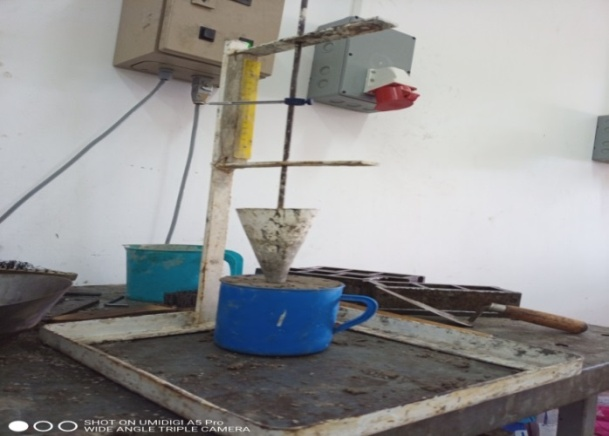 SHOT ON UMIDIGI A5 Pro
WIDE ANGLE TRIPLE CAMERA